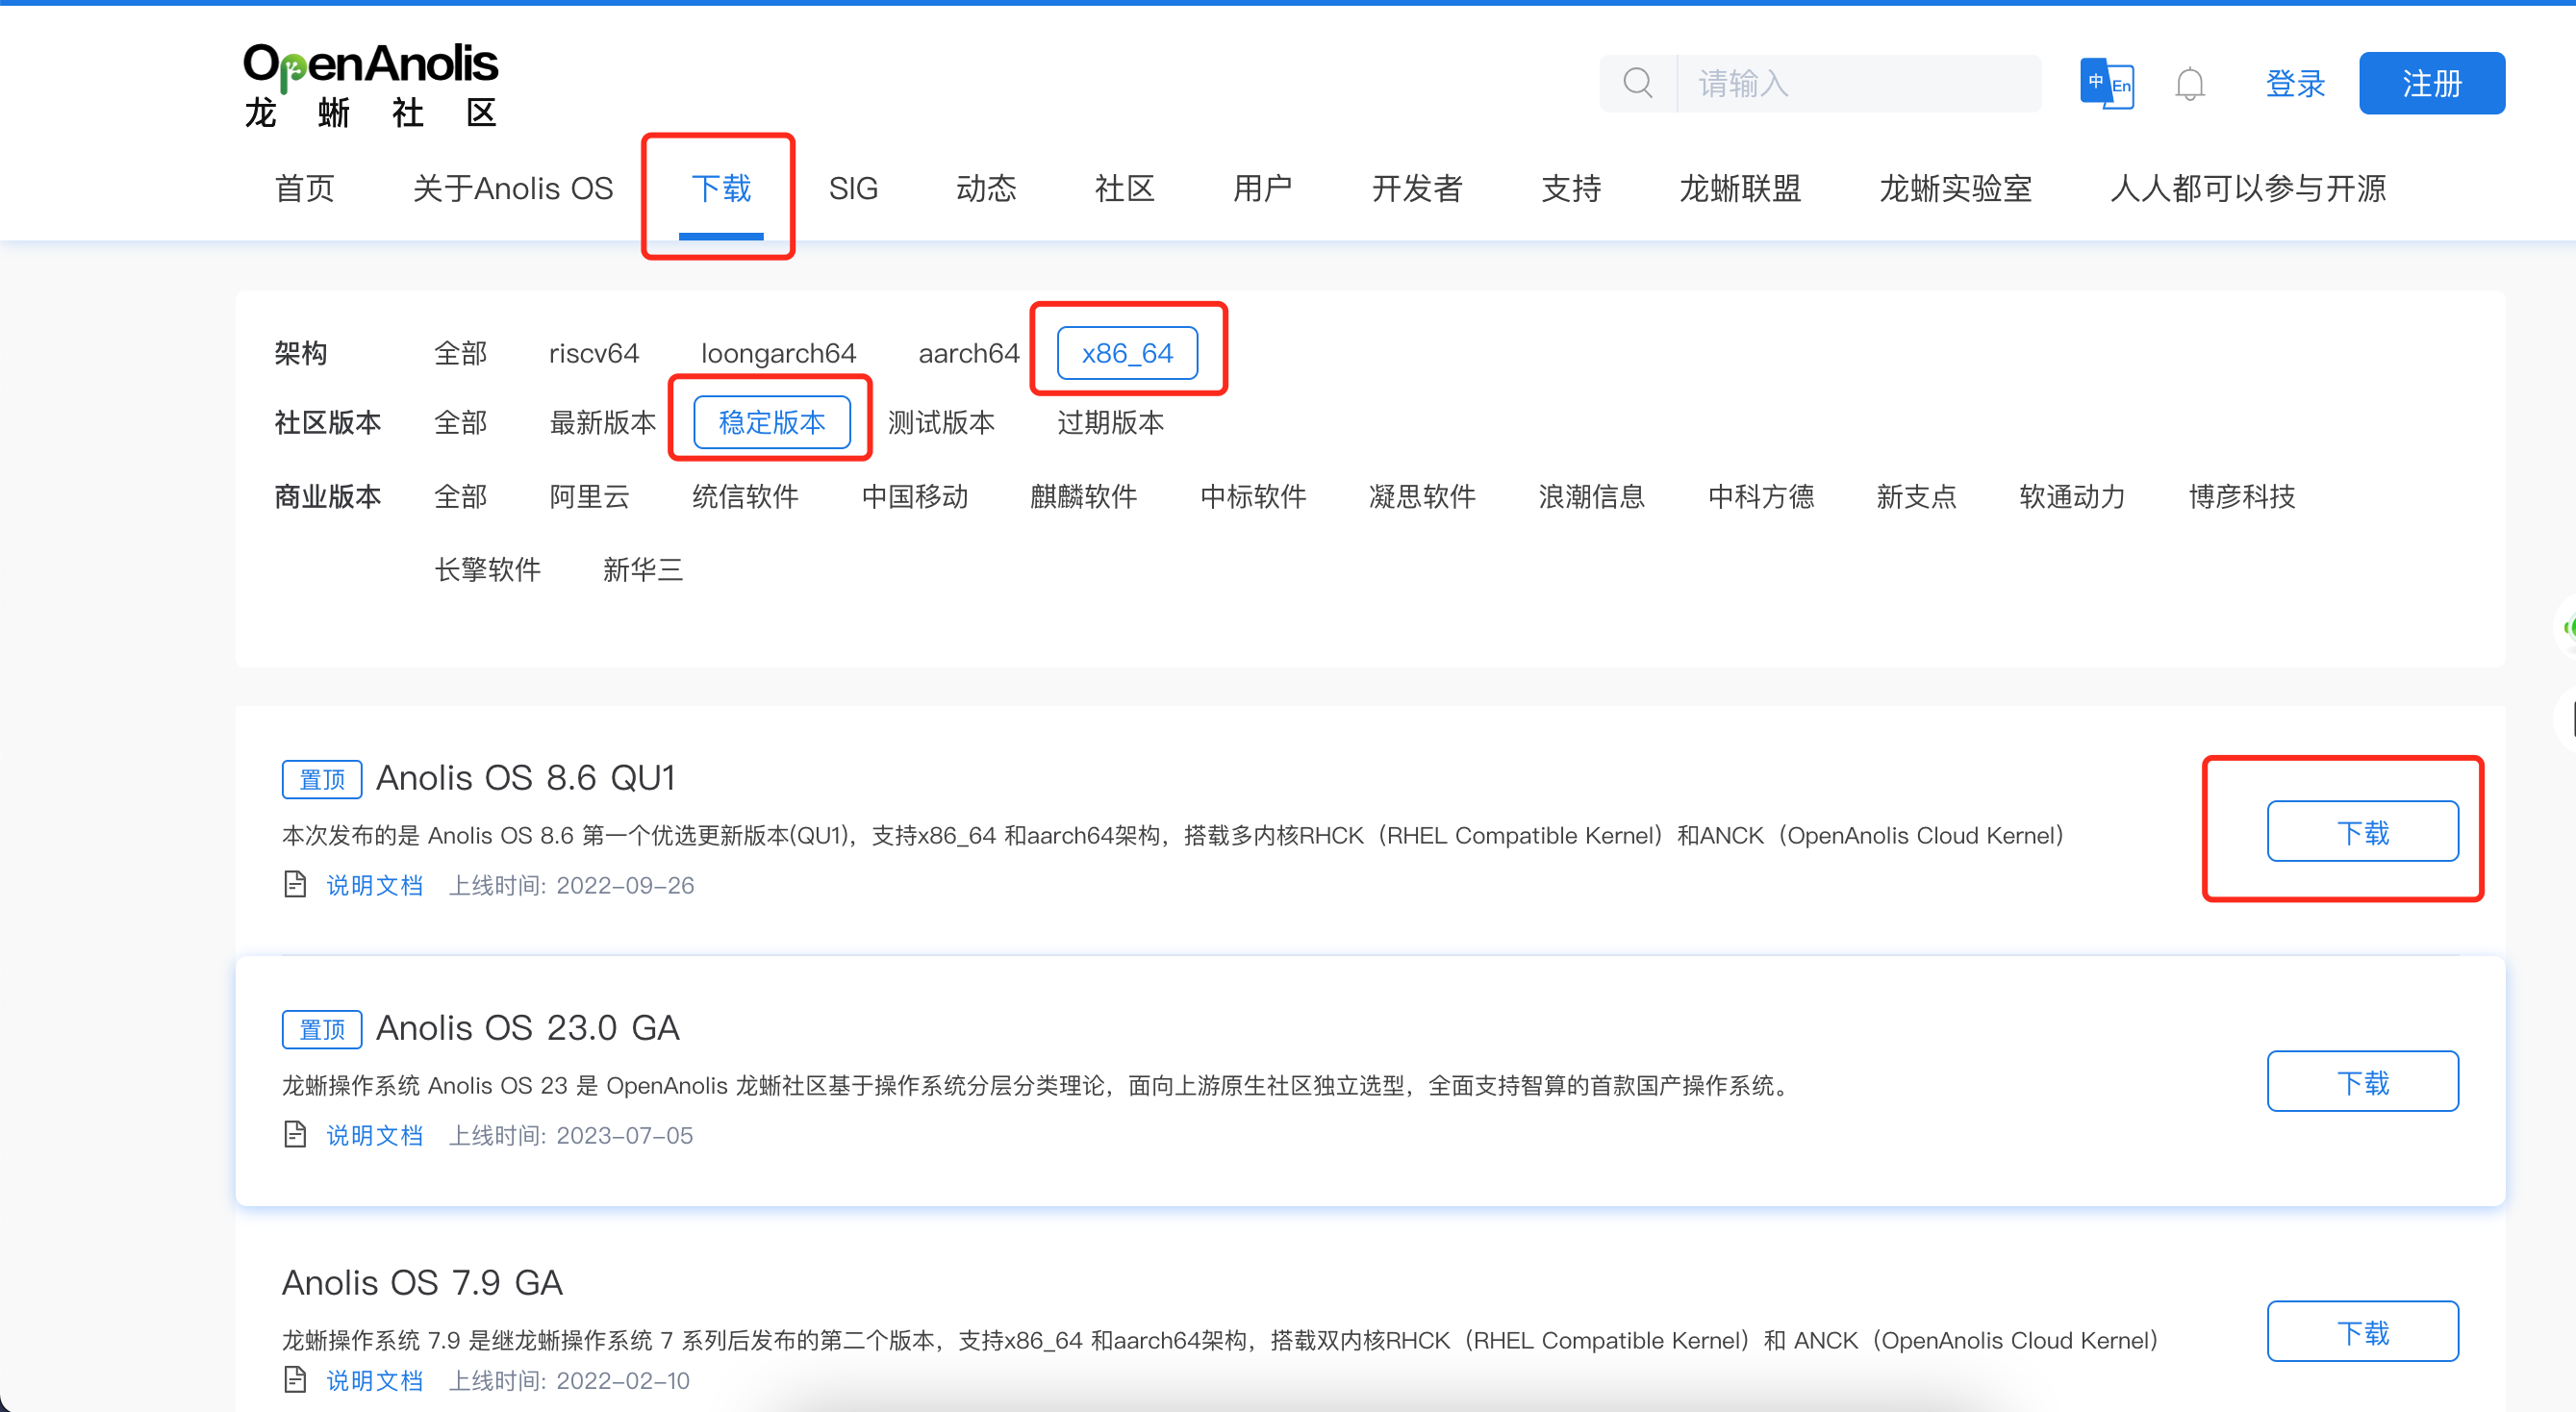 OpenAnolis
龙蜥社区
请输入
中 En
登录
注册
首页 关于Anolis OS 下载 SIG 动态 社区 用户 开发者 支持 龙蜥联盟 龙蜥实验室 人人都可以参与开源
架构 全部 riscv64 loongarch64 aarch64 x86_64
社区版本 全部 最新版本 稳定版本 测试版本 过期版本
商业版本 全部 阿里云 统信软件 中国移动 麒麟软件 中标软件 凝思软件 浪潮信息 中科方德 新支点 软通动力 博彦科技
长擎软件 新华三
置顶 Anolis OS 8.6 QU1
本次发布的是 Anolis OS 8.6 第一个优选更新版本(QU1)，支持x86_64 和aarch64架构，搭载多内核RHCK（RHEL Compatible Kernel）和ANCK（OpenAnolis Cloud Kernel）
下载
说明文档 上线时间: 2022-09-26
置顶 Anolis OS 23.0 GA
龙蜥操作系统 Anolis OS 23 是 OpenAnolis 龙蜥社区基于操作系统分层分类理论，面向上游原生社区独立选型，全面支持智算的首款国产操作系统。
下载
说明文档 上线时间: 2023-07-05
Anolis OS 7.9 GA
龙蜥操作系统 7.9 是继龙蜥操作系统 7 系列后发布的第二个版本，支持x86_64 和aarch64架构，搭载双内核RHCK（RHEL Compatible Kernel）和 ANCK（OpenAnolis Cloud Kernel）
下载
说明文档 上线时间: 2022-02-10